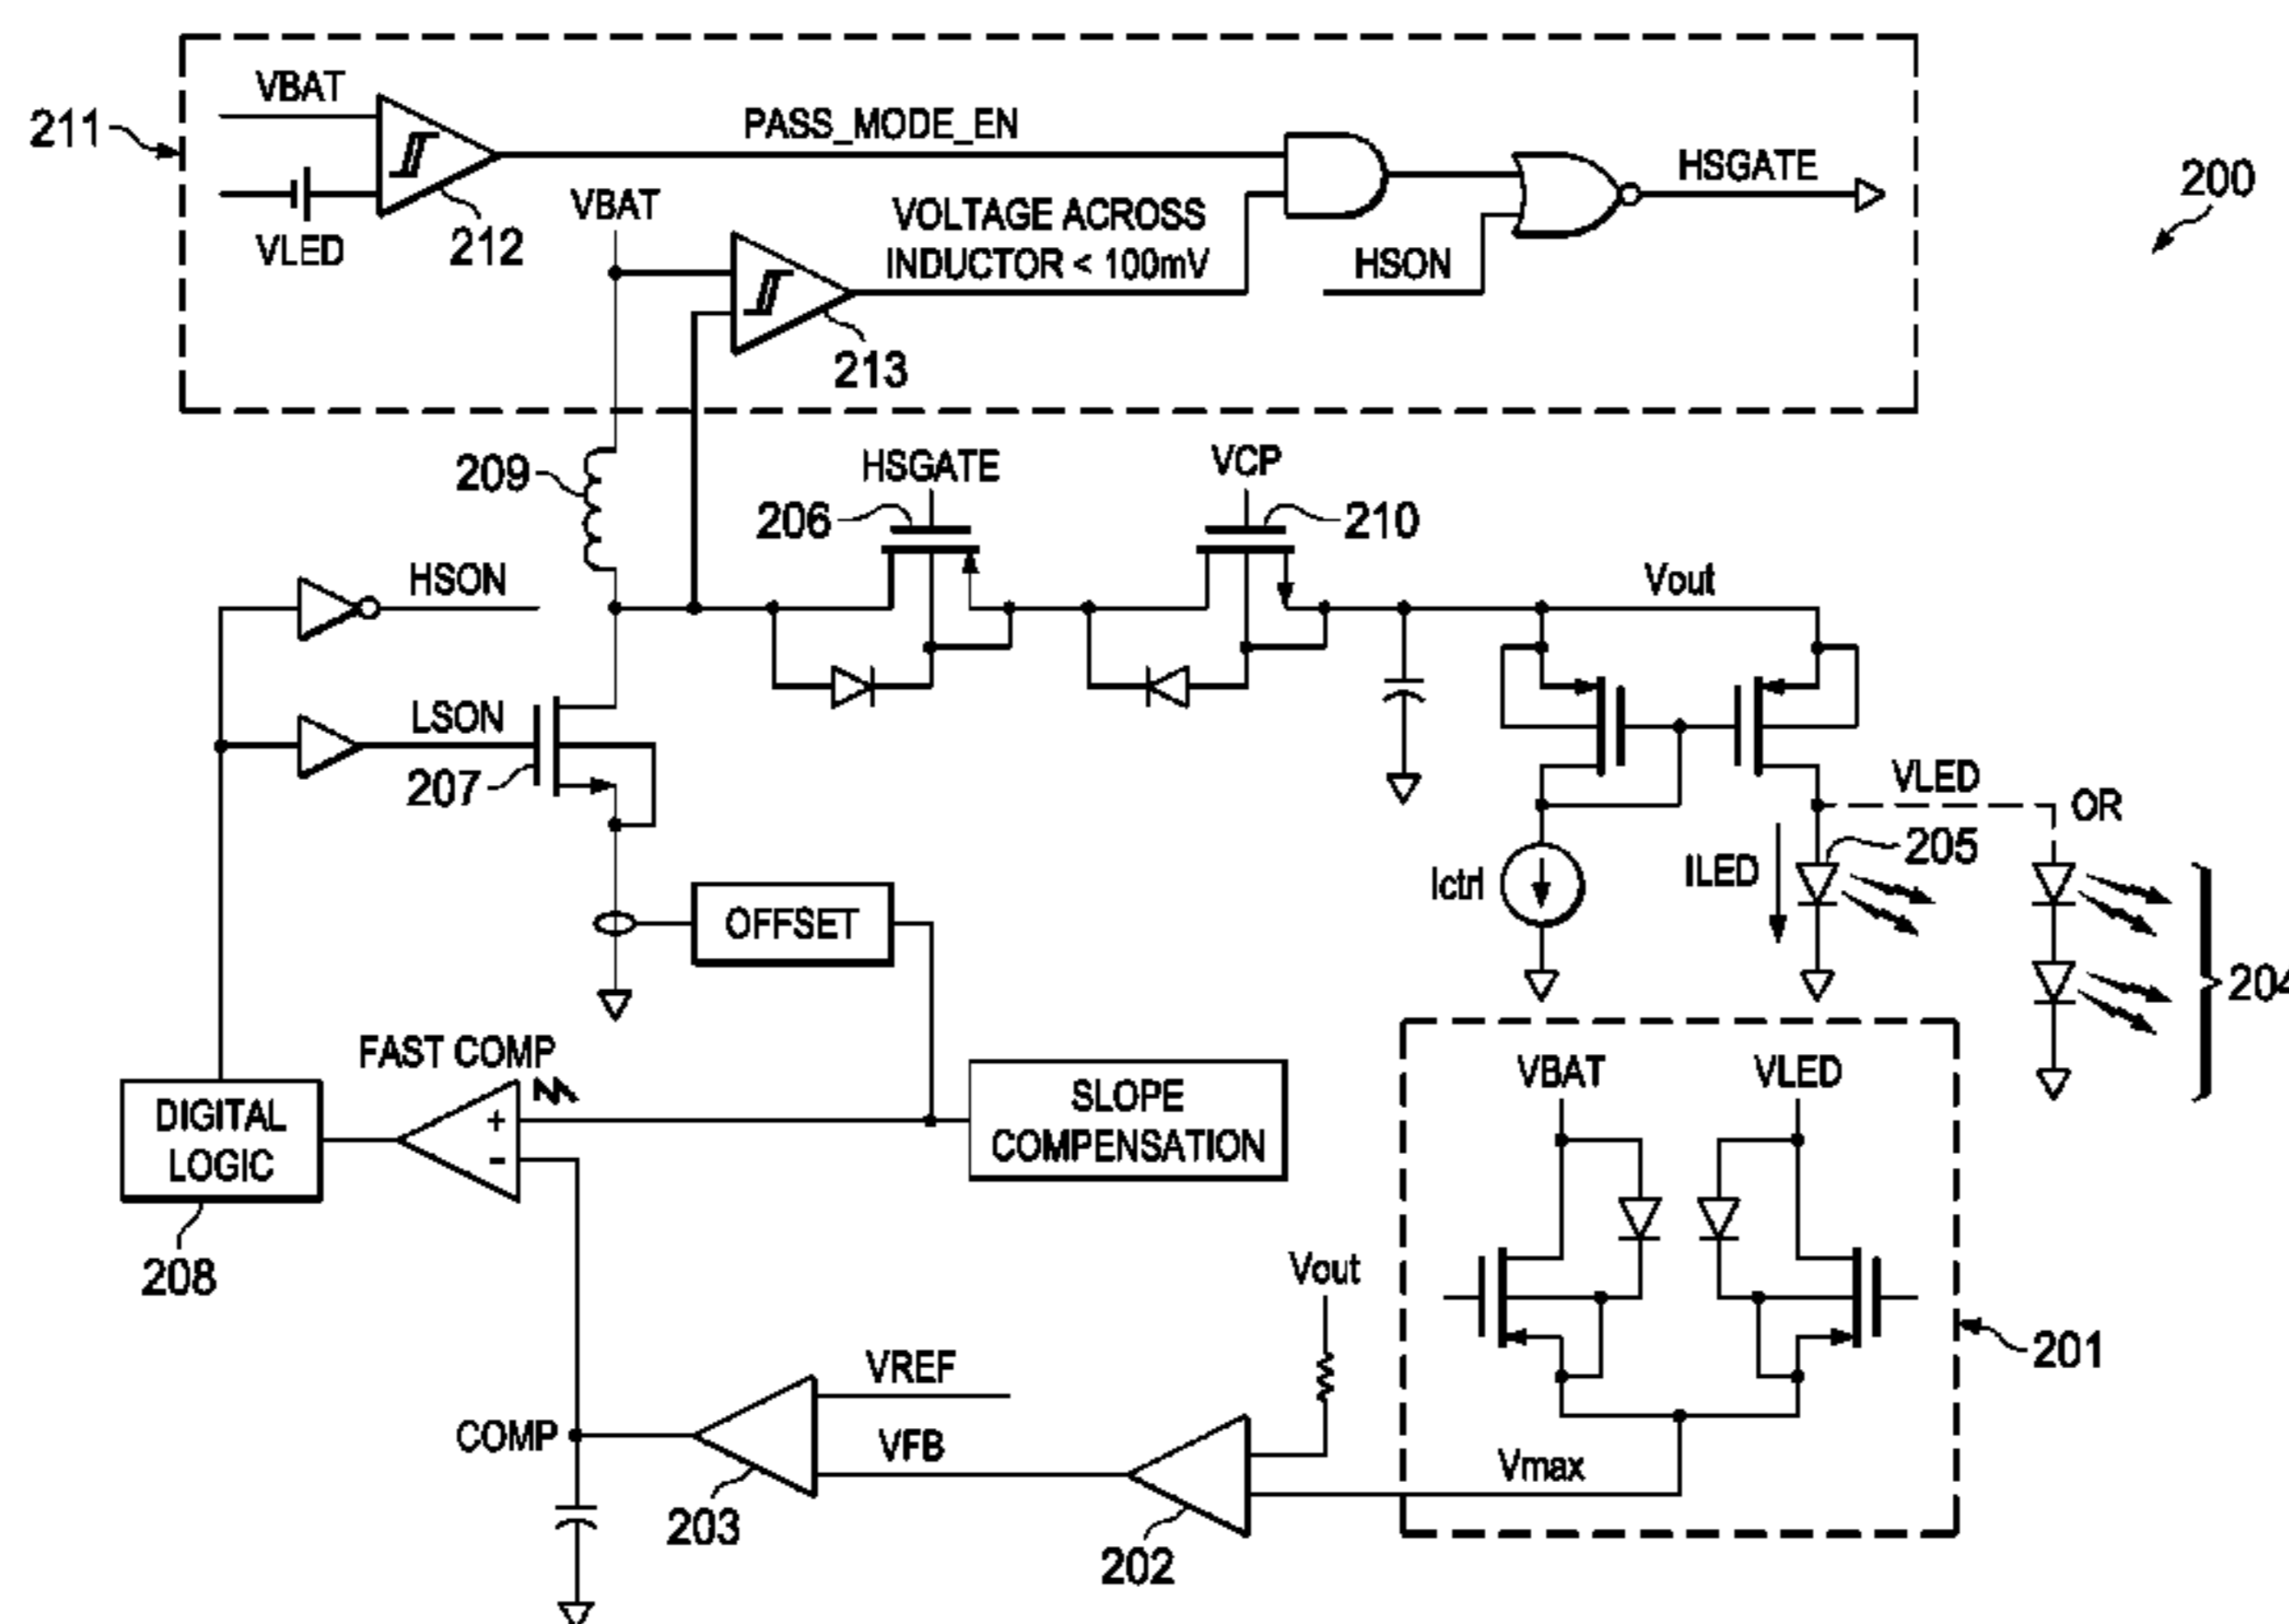 VBAT
PASS_MODE_EN
211
HSGATE
200
VBAT
VOLTAGE ACROSS
INDUCTOR < 100mV
VLED
212
HSON
213
209
HSGATE
VCP
206
210
HSON
Vout
LSON
207
VLED
OR
205
Ictrl
ILED
OFFSET
204
FAST COMP
VBAT
VLED
DIGITAL
LOGIC
+
-
SLOPE
COMPENSATION
208
Vout
201
VREF
COMP
VFB
Vmax
203
202